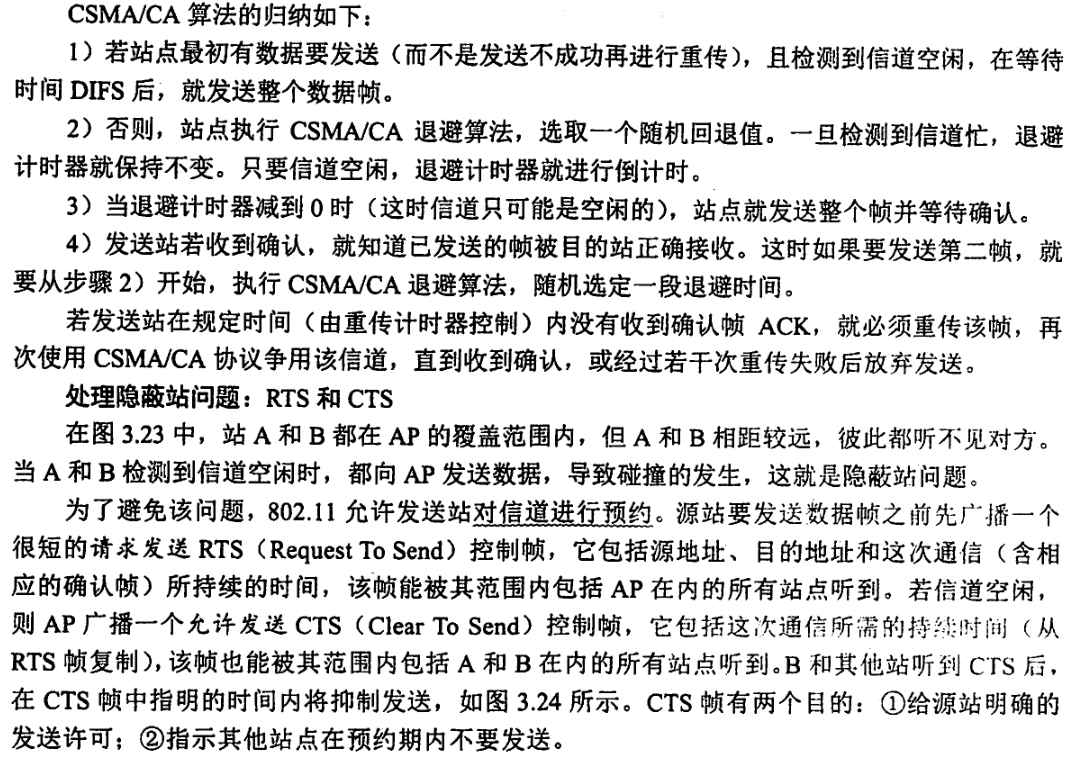 CSMA/CA 算法的归纳如下：
1）若站点最初有数据要发送（而不是发送不成功再进行重传），且检测到信道空闲，在等待
时间 DIFS 后，就发送整个数据帧。
2）否则，站点执行 CSMA/CA 退避算法，选取一个随机回退值。一旦检测到信道忙，退避
计时器就保持不变。只要信道空闲，退避计时器就进行倒计时。
3）当退避计时器减到 0 时（这时信道只可能是空闲的），站点就发送整个帧并等待确认。
4）发送站若收到确认，就知道已发送的帧被目的站正确接收。这时如果要发送第二帧，就
要从步骤 2）开始，执行 CSMA/CA 退避算法，随机选定一段退避时间。
若发送站在规定时间（由重传计时器控制）内没有收到确认帧 ACK，就必须重传该帧，再
次使用 CSMA/CA 协议争用该信道，直到收到确认，或经过若干次重传失败后放弃发送。
处理隐蔽站问题：RTS 和 CTS
在图 3.23 中，站 A 和 B 都在 AP 的覆盖范围内，但 A 和 B 相距较远，彼此都听不见对方。
当 A 和 B 检测到信道空闲时，都向 AP 发送数据，导致碰撞的发生，这就是隐蔽站问题。
为了避免该问题，802.11 允许发送站对信道进行预约。源站要发送数据帧之前先广播一个
很短的请求发送 RTS（Request To Send）控制帧，它包括源地址、目的地址和这次通信（含相
应的确认帧）所持续的时间，该帧能被其范围内包括 AP 在内的所有站点听到。若信道空闲，
则 AP 广播一个允许发送 CTS（Clear To Send）控制帧，它包括这次通信所需的持续时间（从
RTS 帧复制），该帧也能被其范围内包括 A 和 B 在内的所有站点听到。B 和其他站听到 CTS 后，
在 CTS 帧中指明的时间内将抑制发送，如图 3.24 所示。CTS 帧有两个目的：①给源站明确的
发送许可；②指示其他站点在预约期内不要发送。